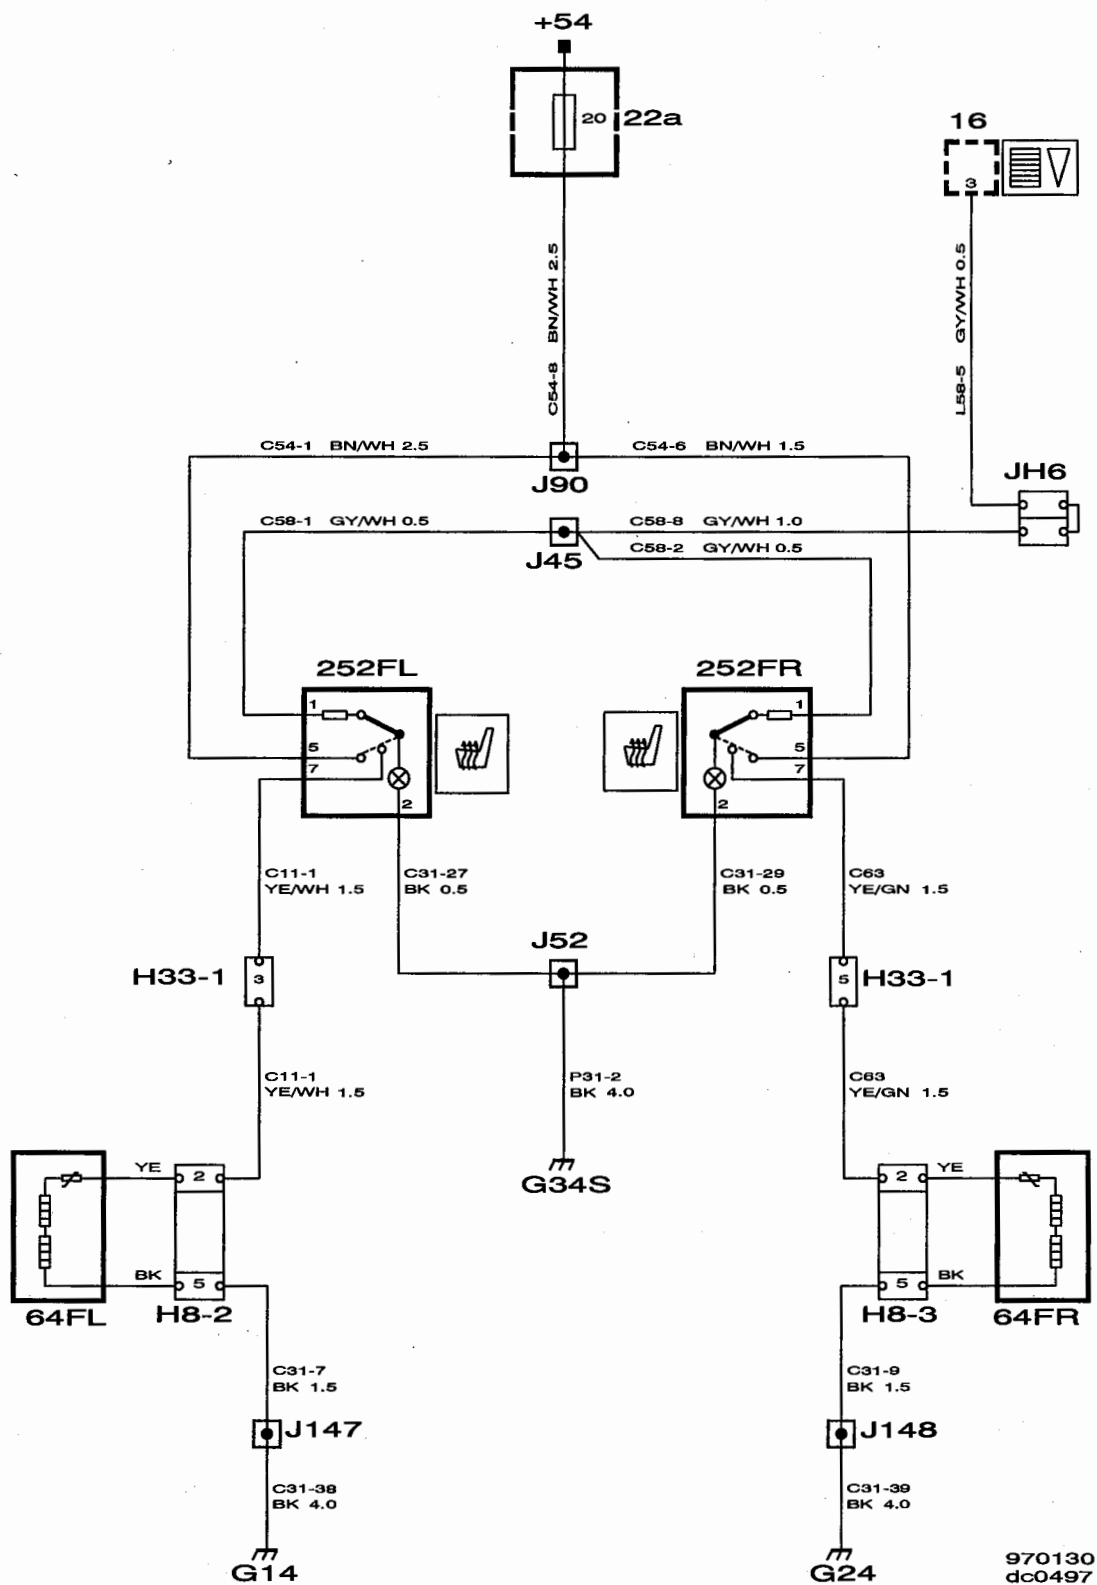 +54
20
22a
16
3
C54-8 BN/WH 2.5
L58-5 GY/WH 0.5
C54-1 BN/WH 2.5
C54-6 BN/WH 1.5
J90
JH6
C58-1 GY/WH 0.5
C58-8 GY/WH 1.0
J45
C58-2 GY/WH 0.5
252FL
252FR
1
5
7
2
1
5
7
2
C11-1
YE/WH 1.5
C31-27
BK 0.5
C31-29
BK 0.5
C63
YE/GN 1.5
J52
H33-1
3
5
H33-1
C11-1
YE/WH 1.5
P31-2
BK 4.0
C63
YE/GN 1.5
G34S
YE
2
2
YE
BK
5
5
BK
64FL
H8-2
H8-3
64FR
C31-7
BK 1.5
C31-9
BK 1.5
J147
J148
C31-38
BK 4.0
C31-39
BK 4.0
G14
G24
970130
dc0497